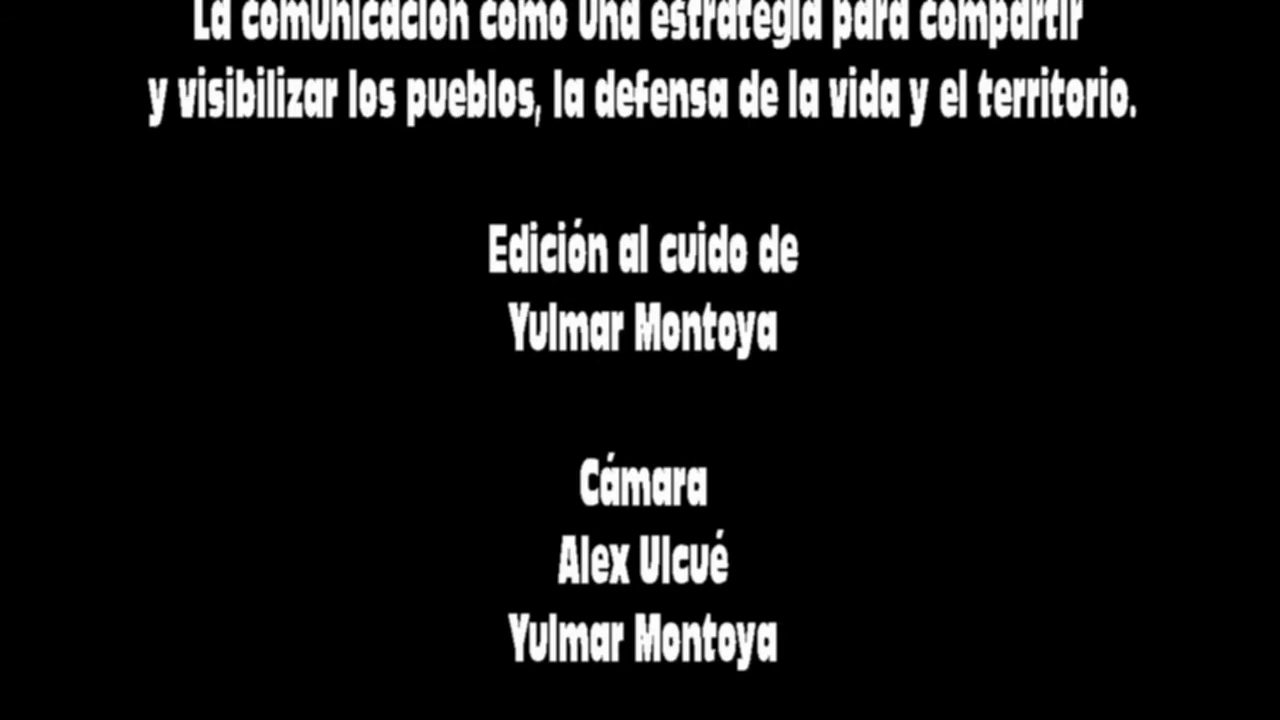 La comunicación como una estrategia para compartir
y visibilizar los pueblos, la defensa de la vida y el territorio.
Edición al cuido de
Yulmar Montoya
Cámara
Alex Ulcué
Yulmar Montoya